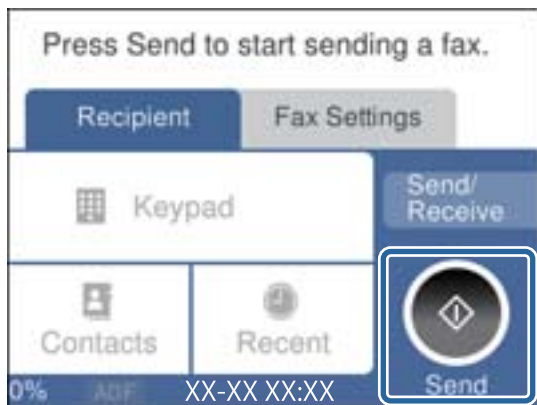 Press Send to start sending a fax.
Recipient
Fax Settings
Keypad
Send/
Receive
Contacts
Recent
Send
0%
ADF
XX-XX XX:XX